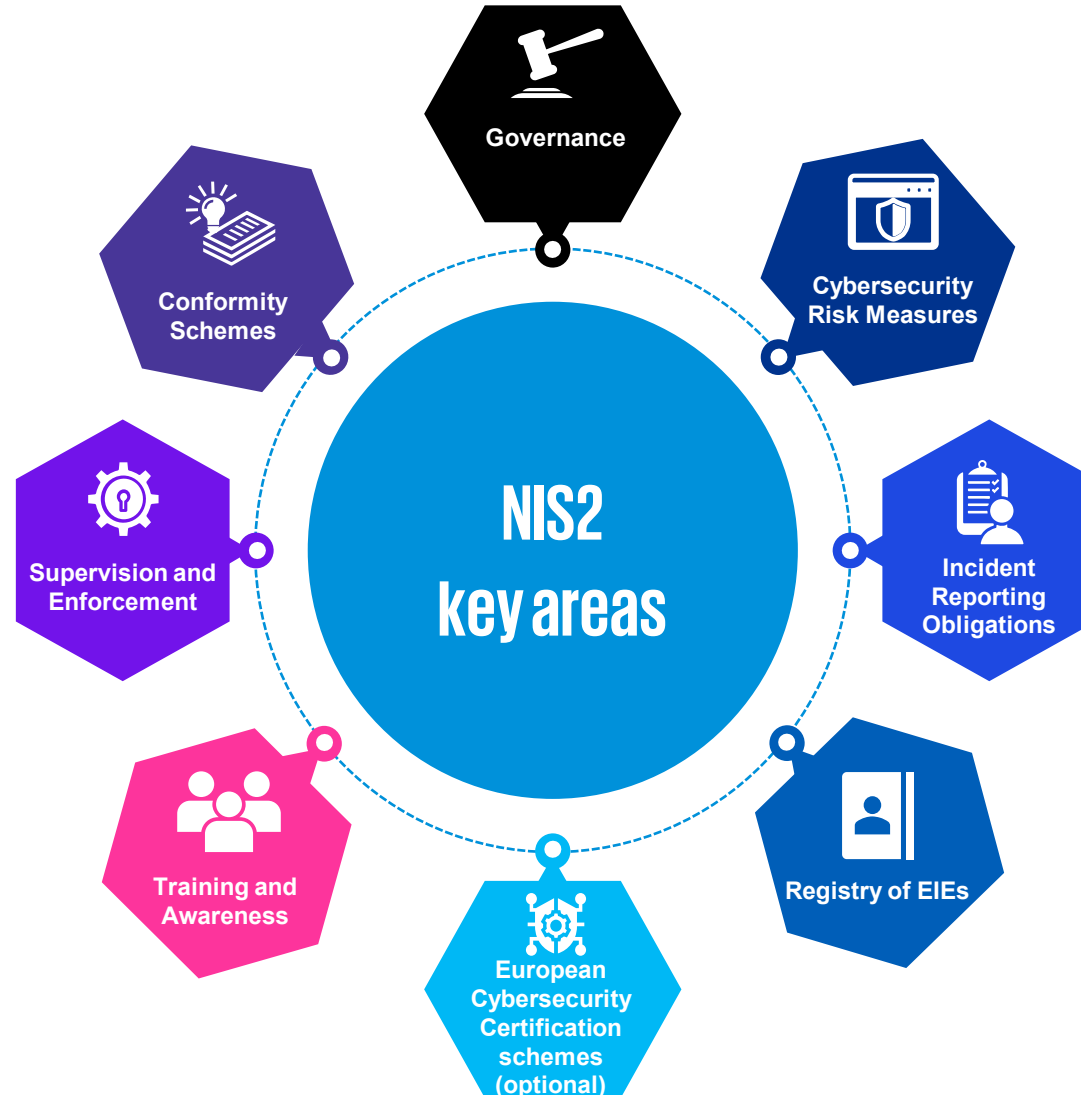 NIS2
key areas
Governance
Cybersecurity
Risk Measures
Incident
Reporting
Obligations
Registry of EIEs
European
Cybersecurity
Certification
schemes
(optional)
Training and
Awareness
Supervision and
Enforcement
Conformity
Schemes